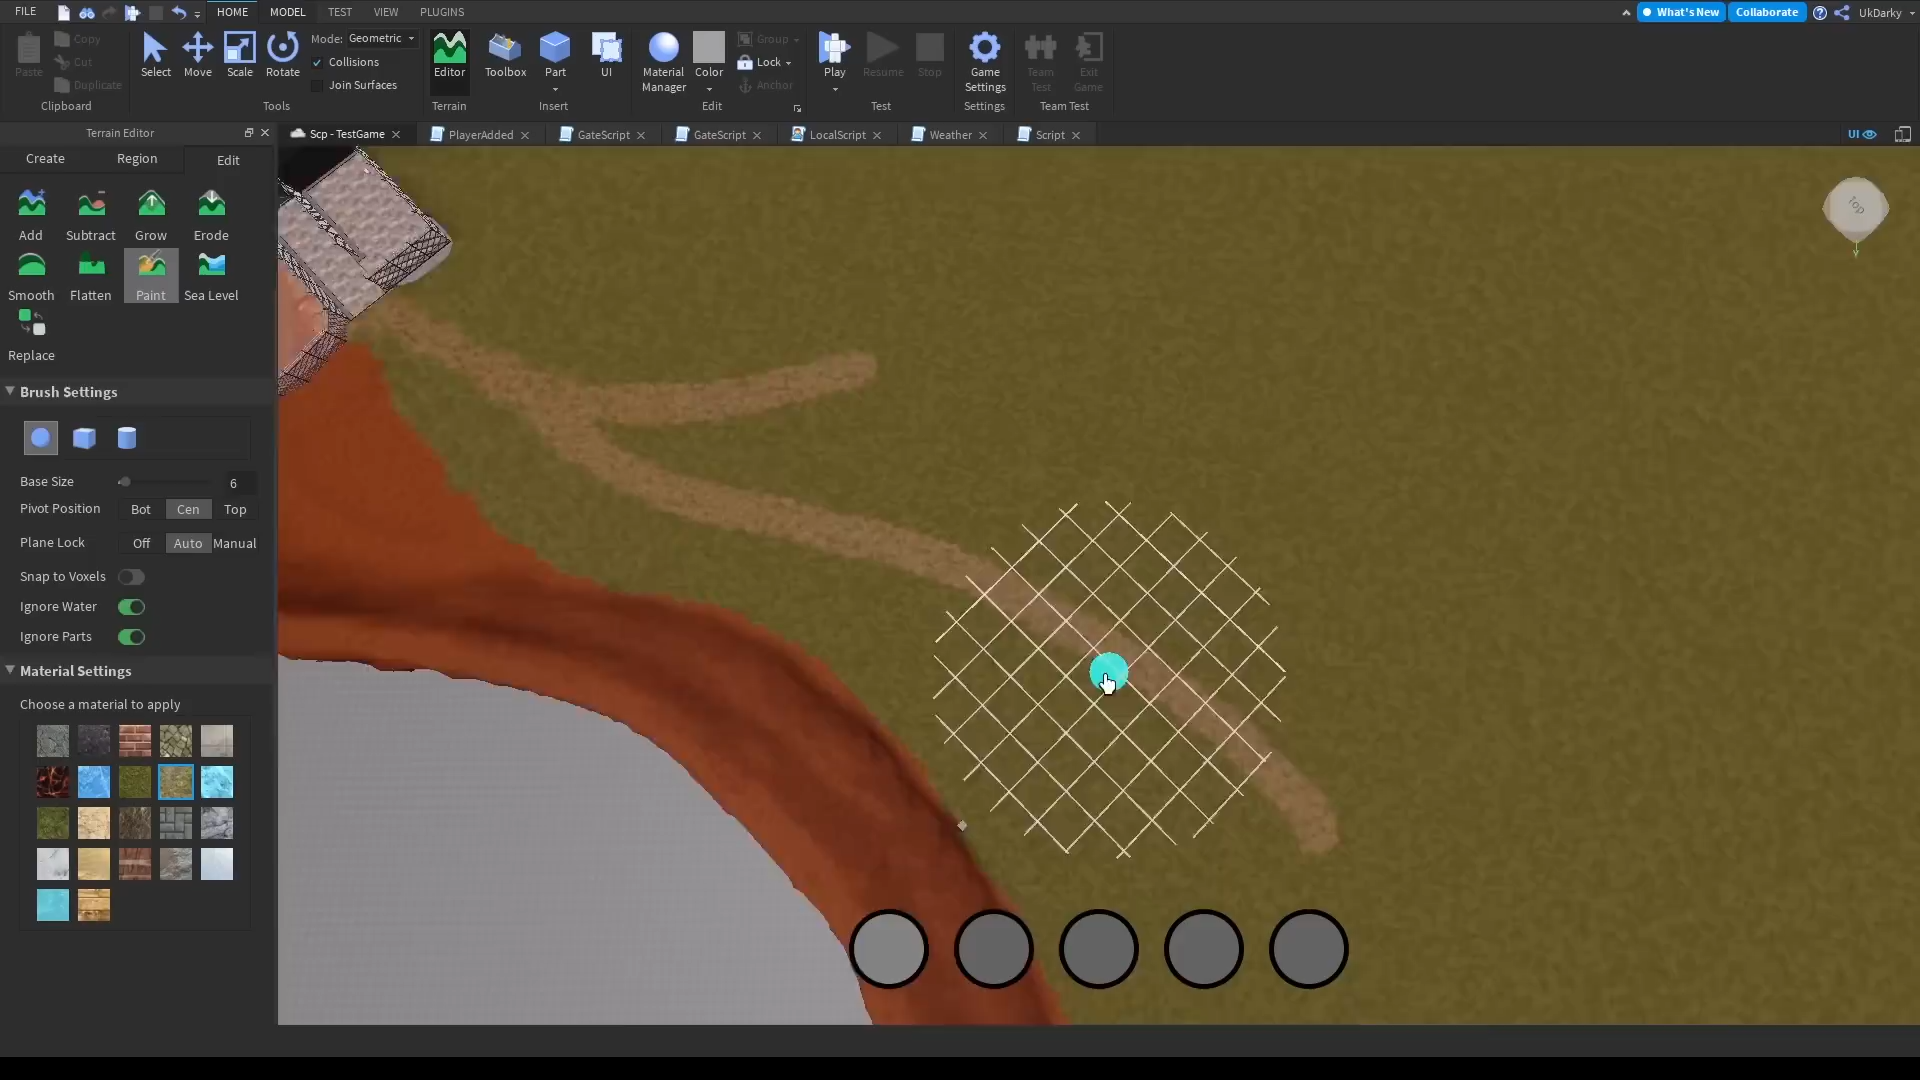 FILE HOME MODEL TEST VIEW PLUGINS What's New Collaborate UkDarky
Paste Copy Cut Duplicate Clipboard
Select Move Scale Rotate Mode: Geometric Collisions Join Surfaces Tools
Editor Terrain
Toolbox Part UI Insert
Material Manager Color Group Lock Anchor Edit
Play Resume Stop Test
Game Settings Settings
Team Test Exit Game Team Test
Terrain Editor
Scp - TestGame PlayerAdded GateScript GateScript LocalScript Weather Script UI
Create Region Edit
Add Subtract Grow Erode
Smooth Flatten Paint Sea Level
Replace
Brush Settings
Base Size 6
Pivot Position Bot Cen Top
Plane Lock Off Auto Manual
Snap to Voxels
Ignore Water
Ignore Parts
Material Settings
Choose a material to apply
Top
Y